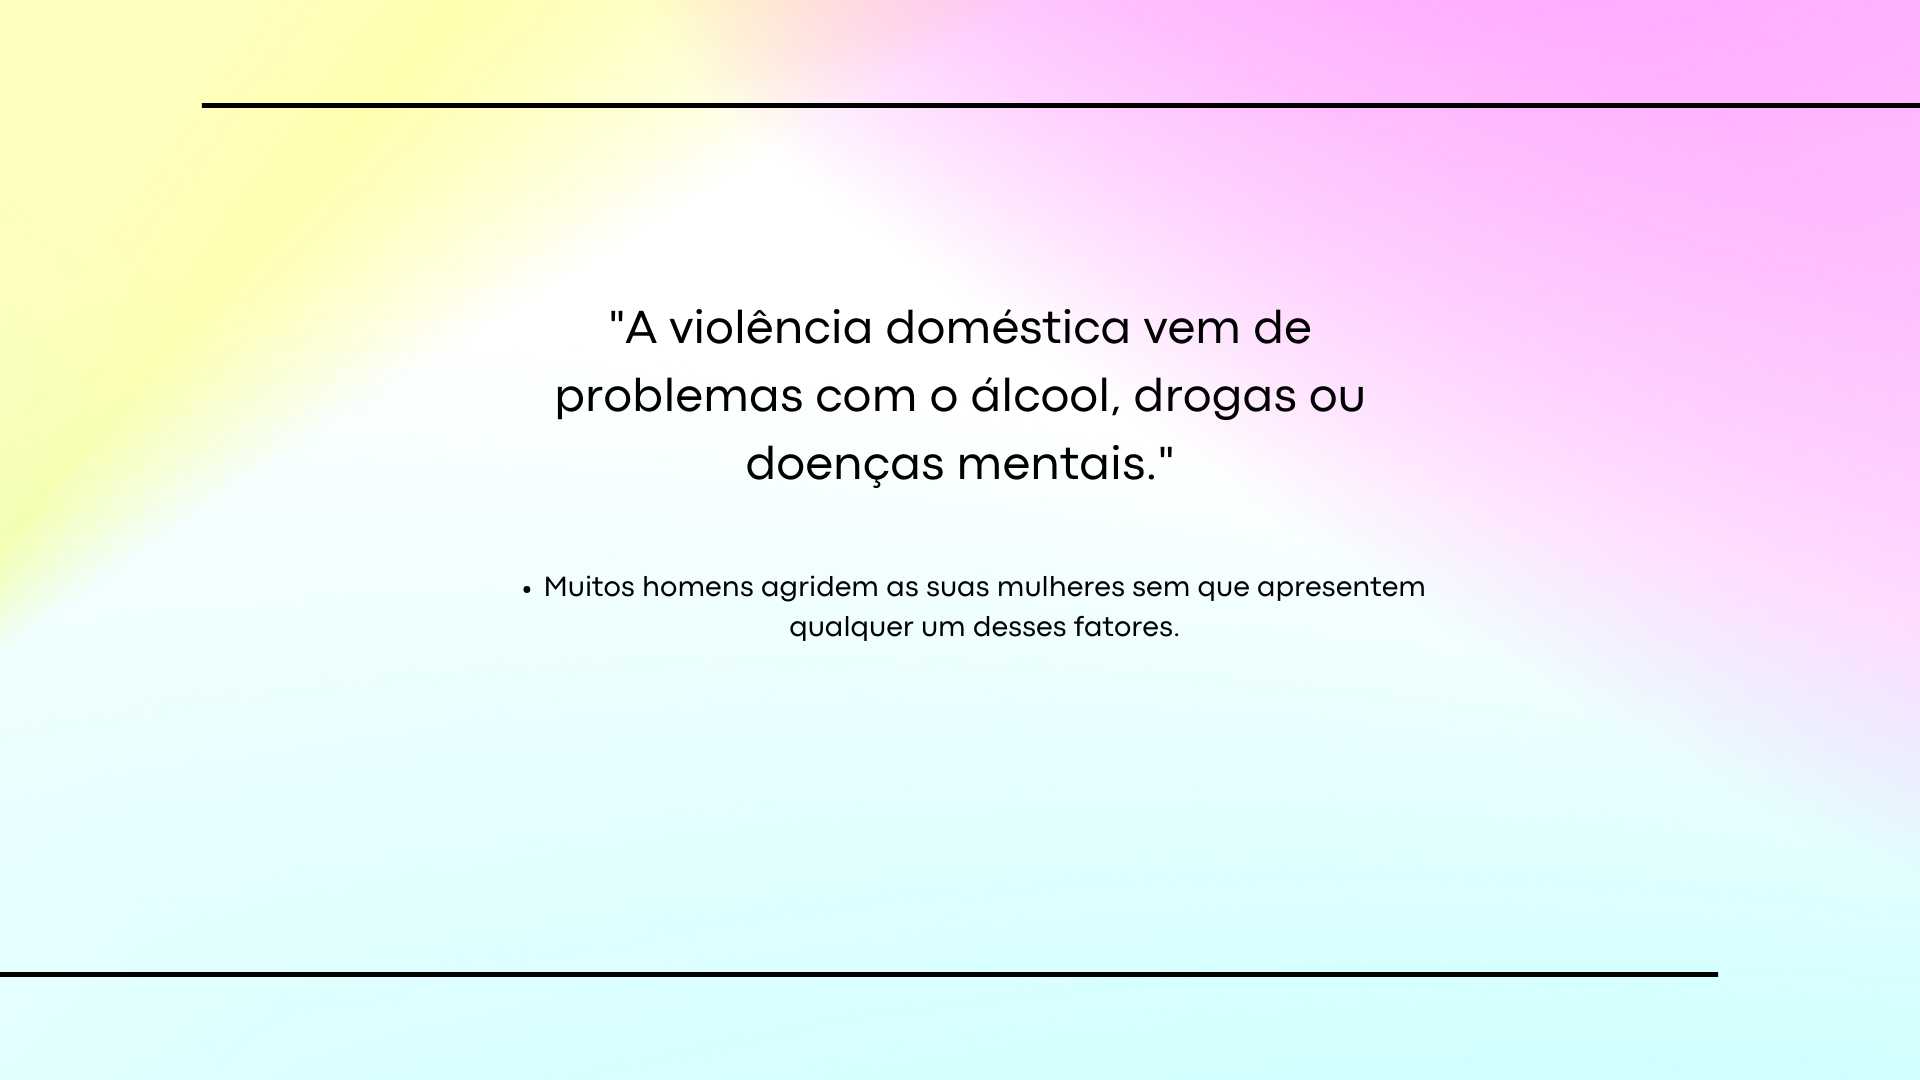 "A violência doméstica vem de
problemas com o álcool, drogas ou
doenças mentais."
• Muitos homens agridem as suas mulheres sem que apresentem
qualquer um desses fatores.